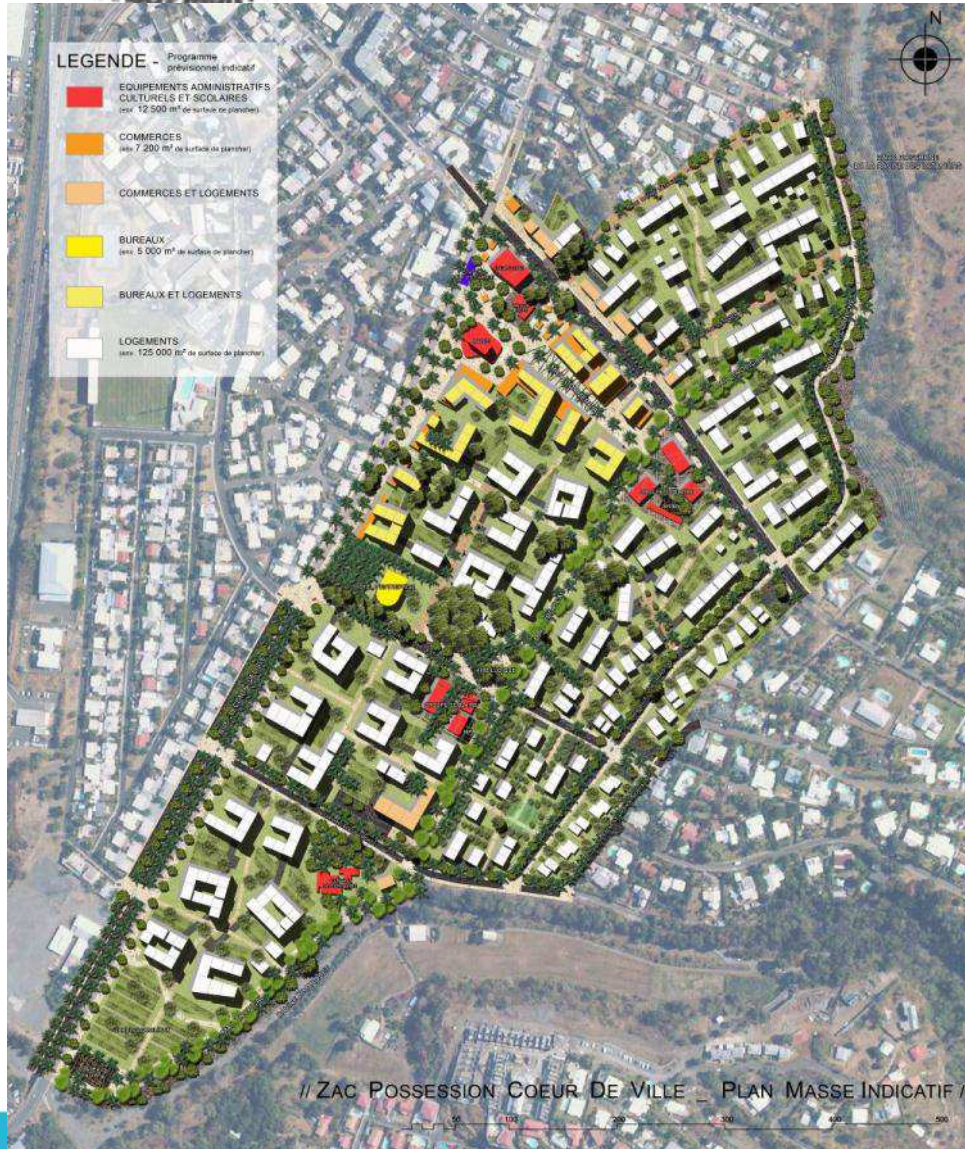 N
LEGENDE - Programme
prévisionnel indicatif
EQUIPEMENTS ADMINISTRATIFS
CULTURELS ET SCOLAIRES
(env. 12 500 m² de surface de plancher)
COMMERCES
(env. 7 200 m² de surface de plancher)
COMMERCES ET LOGEMENTS
BUREAUX
(env. 5 000 m² de surface de plancher)
BUREAUX ET LOGEMENTS
LOGEMENTS
(env. 125 000 m² de surface de plancher)
// ZAC POSSESSION COEUR DE VILLE _ PLAN MASSE INDICATIF /
50 100 200 300 400 500